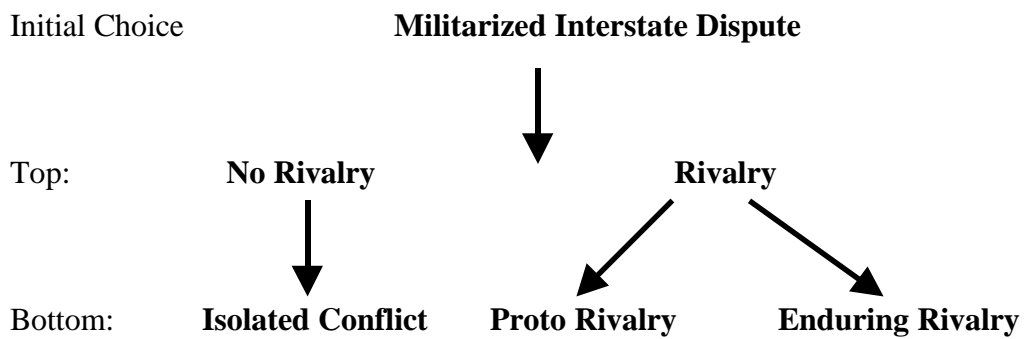 Initial Choice Militarized Interstate Dispute
Top: No Rivalry Rivalry
Bottom: Isolated Conflict Proto Rivalry Enduring Rivalry